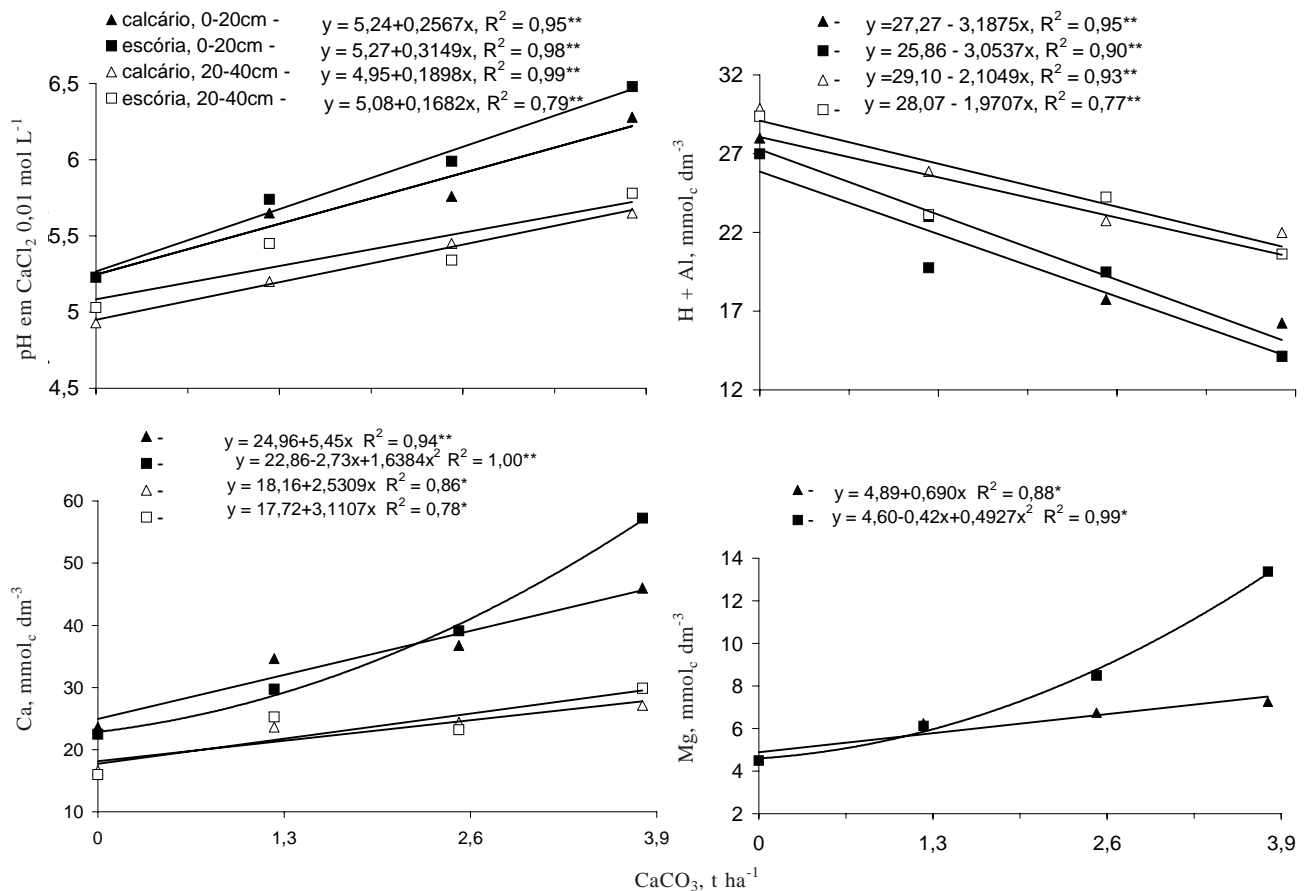 calcário, 0-20cm - y = 5,24+0,2567x, R² = 0,95**
escória, 0-20cm - y = 5,27+0,3149x, R² = 0,98**
calcário, 20-40cm - y = 4,95+0,1898x, R² = 0,99**
escória, 20-40cm - y = 5,08+0,1682x, R² = 0,79**
6,5
6
5,5
5
4,5
pH em CaCl₂ 0,01 mol L⁻¹
- y =27,27 - 3,1875x, R² = 0,95**
- y = 25,86 - 3,0537x, R² = 0,90**
- y =29,10 - 2,1049x, R² = 0,93**
- y = 28,07 - 1,9707x, R² = 0,77**
32
27
22
17
12
H + Al, mmol_c dm⁻³
- y = 24,96+5,45x R² = 0,94**
- y = 22,86-2,73x+1,6384x² R² = 1,00**
- y = 18,16+2,5309x R² = 0,86*
- y = 17,72+3,1107x R² = 0,78*
60
50
40
30
20
10
Ca, mmol_c dm⁻³
0 1,3 2,6 3,9
- y = 4,89+0,690x R² = 0,88*
- y = 4,60-0,42x+0,4927x² R² = 0,99*
14
12
10
8
6
4
2
Mg, mmol_c dm⁻³
0 1,3 2,6 3,9
CaCO₃, t ha⁻¹